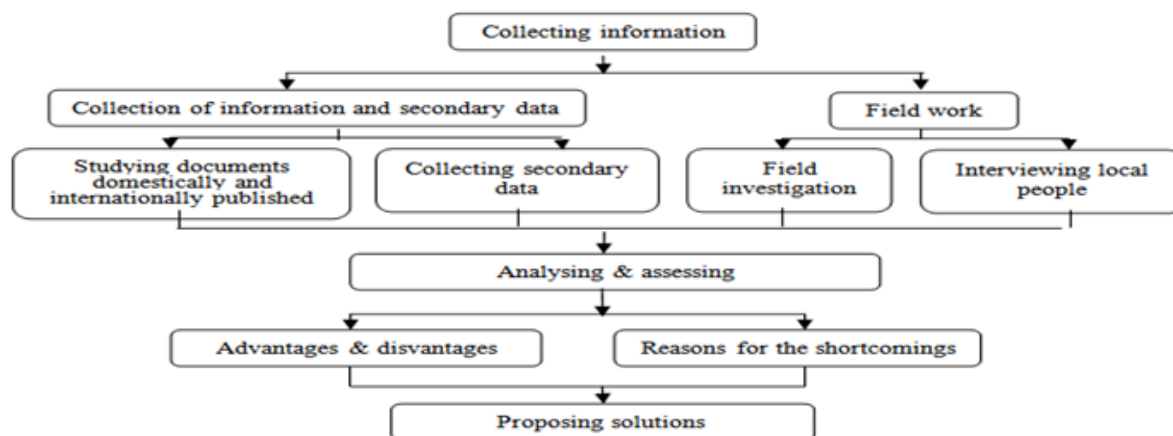 Collecting information
Collection of information and secondary data
Field work
Studying documents
domestically and
internationally published
Collecting secondary
data
Field
investigation
Interviewing local
people
Analysing & assessing
Advantages & disvantages
Reasons for the shortcomings
Proposing solutions